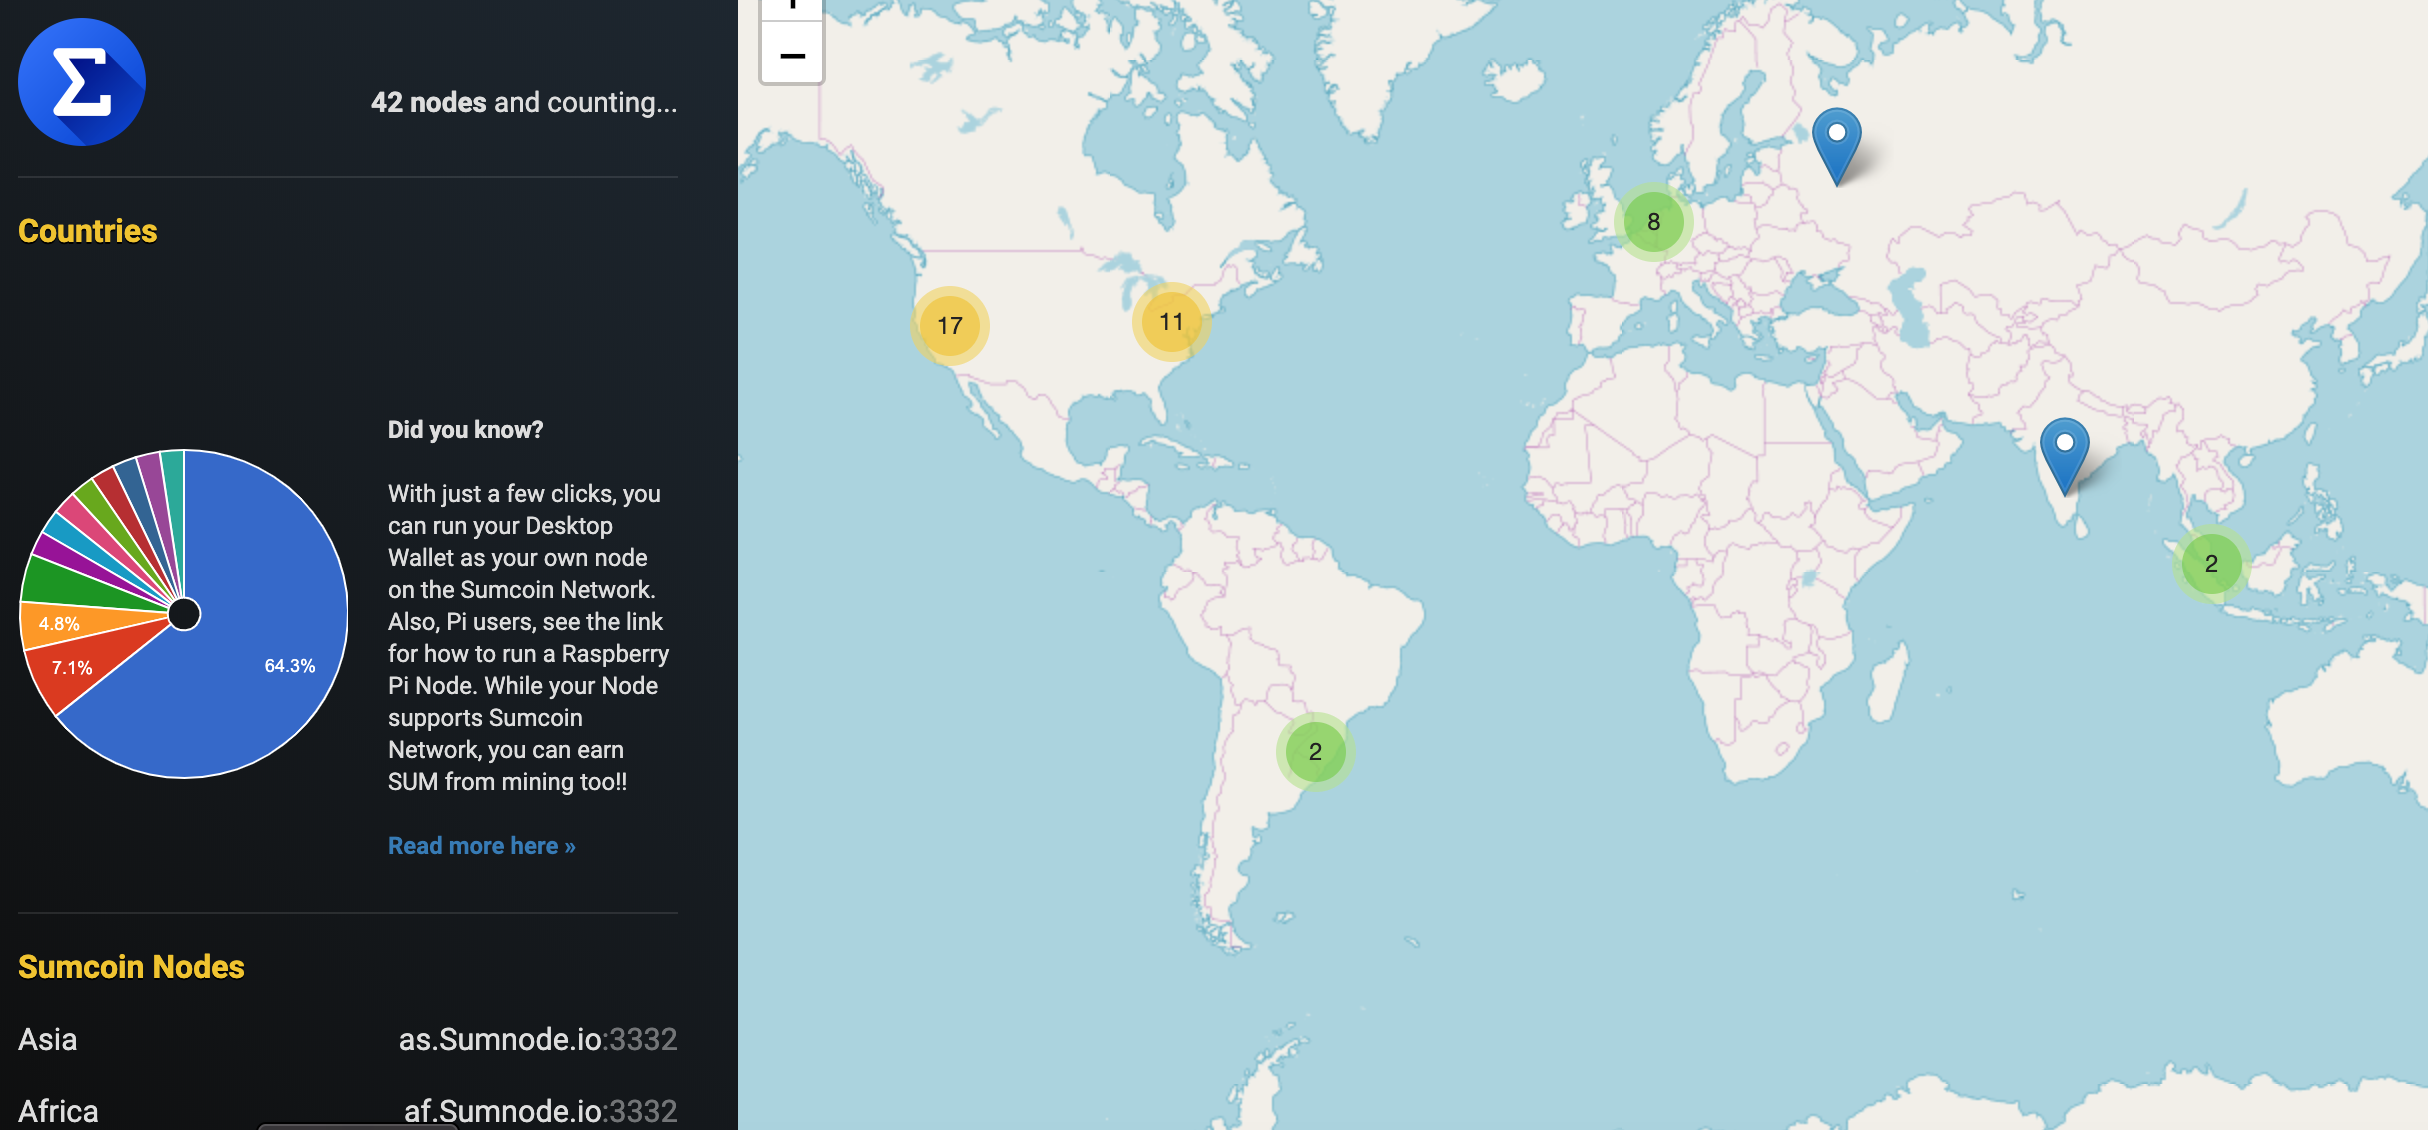 Σ
42 nodes and counting...
Countries
Did you know?
With just a few clicks, you
can run your Desktop
Wallet as your own node
on the Sumcoin Network.
Also, Pi users, see the link
for how to run a Raspberry
Pi Node. While your Node
supports Sumcoin
Network, you can earn
SUM from mining too!!
Read more here »
4.8%
7.1%
64.3%
Sumcoin Nodes
Asia as.Sumnode.io:3332
Africa af.Sumnode.io:3332
+
−
8
17
11
2
2